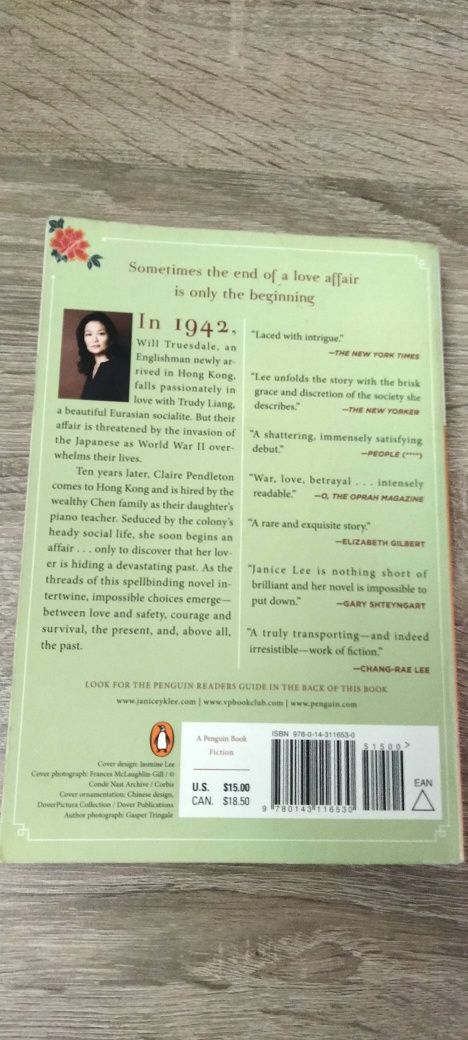 Sometimes the end of a love affair
is only the beginning
In 1942,
Will Truesdale, an
Englishman newly ar-
rived in Hong Kong,
falls passionately in
love with Trudy Liang,
a beautiful Eurasian socialite. But their
affair is threatened by the invasion of
the Japanese as World War II over-
whelms their lives.
Ten years later, Claire Pendleton
comes to Hong Kong and is hired by the
wealthy Chen family as their daughter's
piano teacher. Seduced by the colony's
heady social life, she soon begins an
affair . . . only to discover that her lov-
er is hiding a devastating past. As the
threads of this spellbinding novel in-
tertwine, impossible choices emerge—
between love and safety, courage and
survival, the present, and, above all,
the past.
"Laced with intrigue."
—THE NEW YORK TIMES
"Lee unfolds the story with the brisk
grace and discretion of the society she
describes." —THE NEW YORKER
"A shattering, immensely satisfying
debut." —PEOPLE (****)
"War, love, betrayal . . . intensely
readable." —O, THE OPRAH MAGAZINE
"A rare and exquisite story."
—ELIZABETH GILBERT
"Janice Lee is nothing short of
brilliant and her novel is impossible to
put down." —GARY SHTEYNGART
"A truly transporting—and indeed
irresistible—work of fiction."
—CHANG-RAE LEE
LOOK FOR THE PENGUIN READERS GUIDE IN THE BACK OF THIS BOOK
www.janiceyklee.com | www.vpbookclub.com | www.penguin.com
Cover design: Jasmine Lee
Cover photograph: Frances McLaughlin-Gill / ©
Condé Nast Archive / Corbis
Cover ornamentation: Chinese design,
DoverPictura Collection / Dover Publications
Author photograph: Gasper Tringale
A Penguin Book
Fiction
U.S. $15.00
CAN. $18.50
ISBN 978-0-14-311653-0
51500>
9 780143 116530
EAN